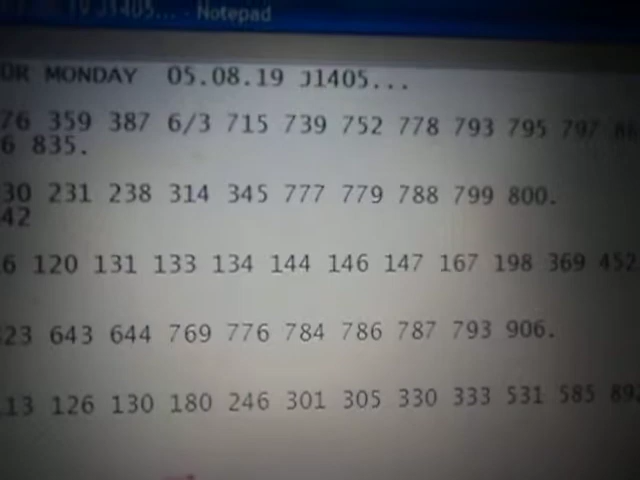 J1405... - Notepad
OR MONDAY 05.08.19 J1405...
76 359 387 6/3 715 739 752 778 793 795 797
6 835.
30 231 238 314 345 777 779 788 799 800.
42
6 120 131 133 134 144 146 147 167 198 369 452
23 643 644 769 776 784 786 787 793 906.
13 126 130 180 246 301 305 330 333 531 585 892